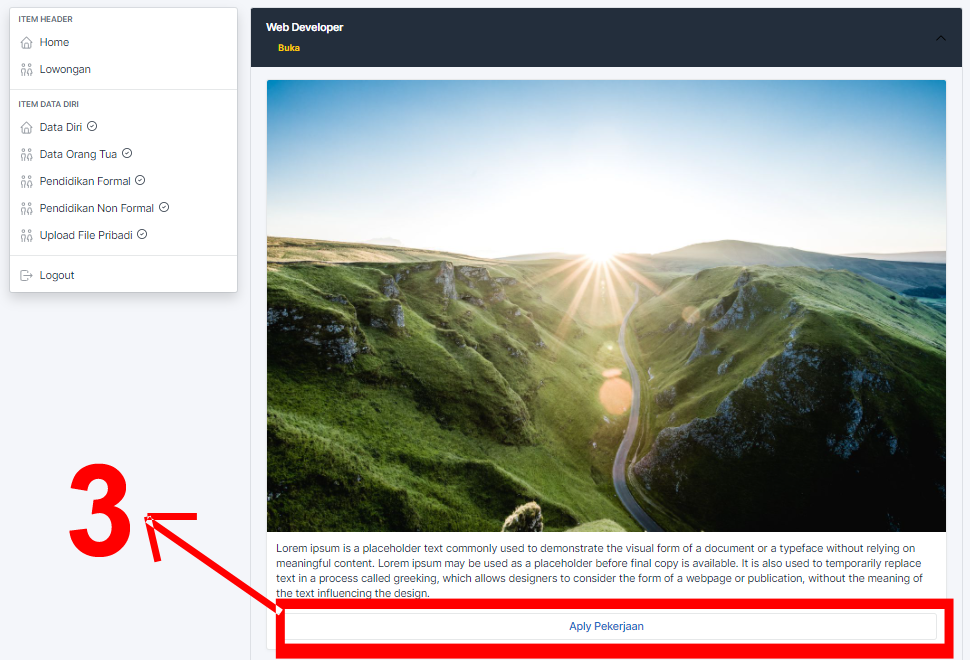 ITEM HEADER
Home
Lowongan
ITEM DATA DIRI
Data Diri
Data Orang Tua
Pendidikan Formal
Pendidikan Non Formal
Upload File Pribadi
Logout
Web Developer
Buka
Lorem ipsum is a placeholder text commonly used to demonstrate the visual form of a document or a typeface without relying on
meaningful content. Lorem ipsum may be used as a placeholder before final copy is available. It is also used to temporarily replace
text in a process called greeking, which allows designers to consider the form of a webpage or publication, without the meaning of
the text influencing the design.
Aply Pekerjaan
3